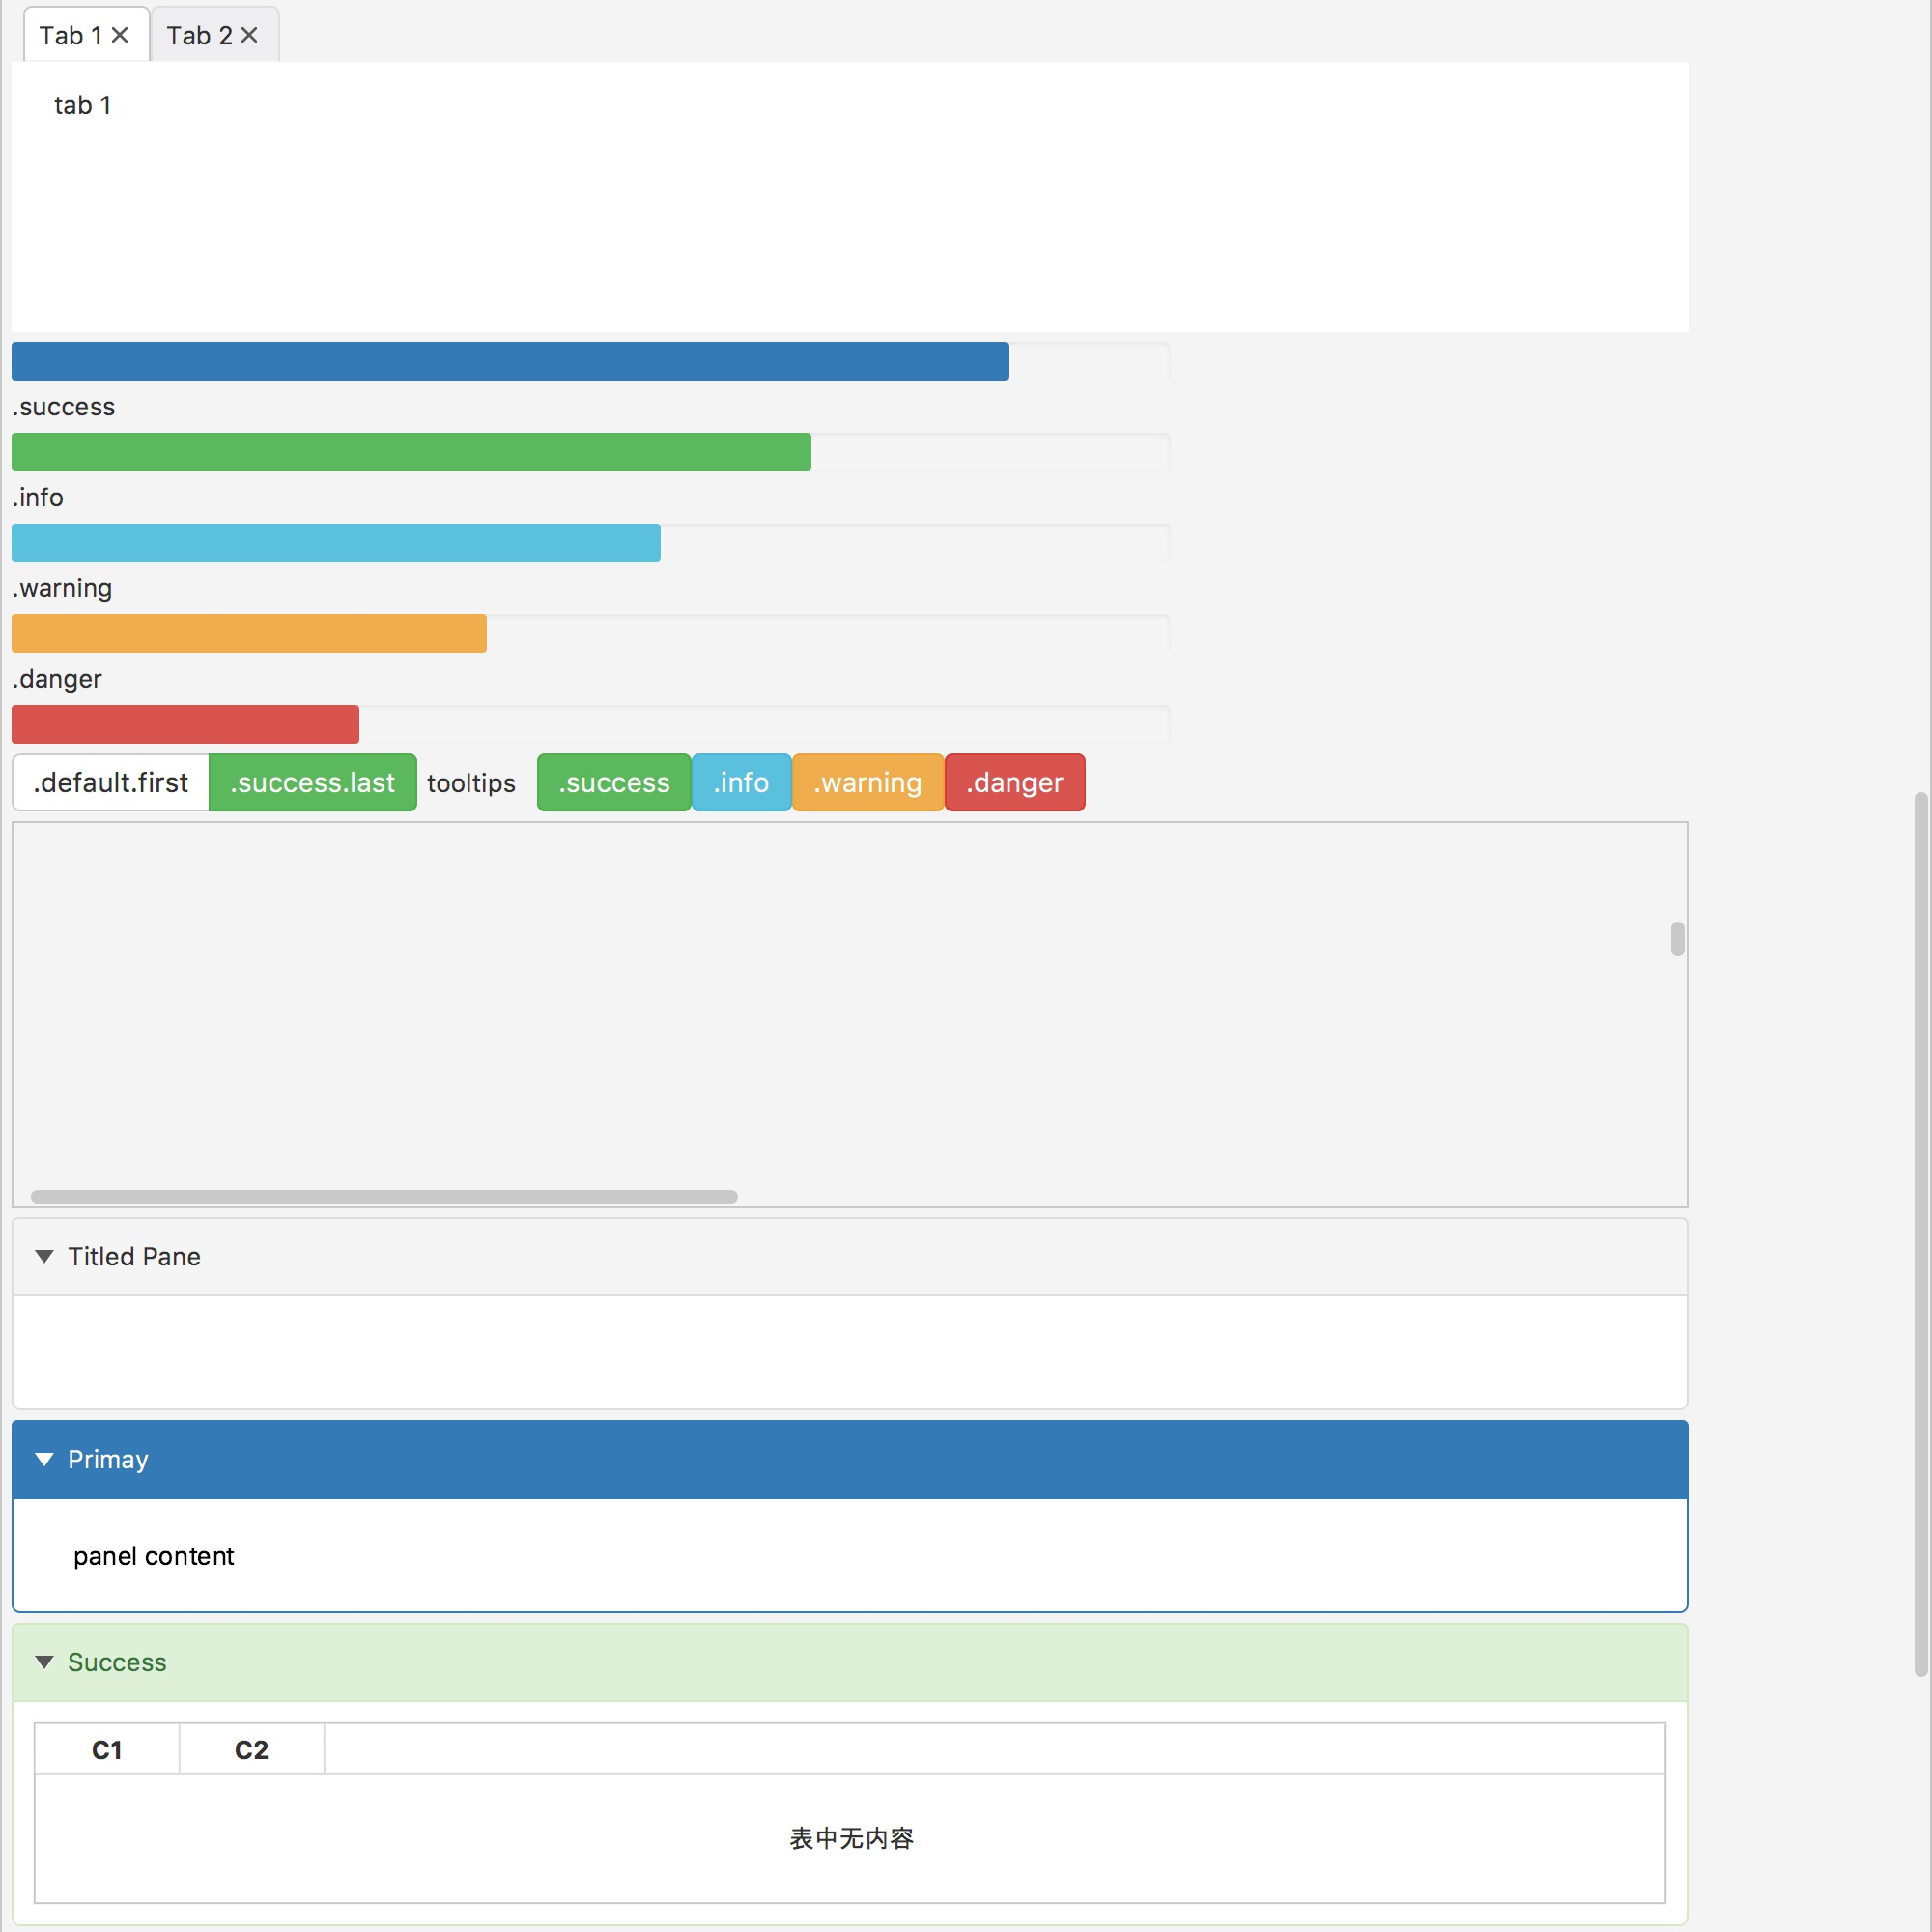 Tab 1 Tab 2
tab 1
.success
.info
.warning
.danger
.default.first .success.last tooltips .success .info .warning .danger
Titled Pane
Primay
panel content
Success
C1 C2
表中无内容